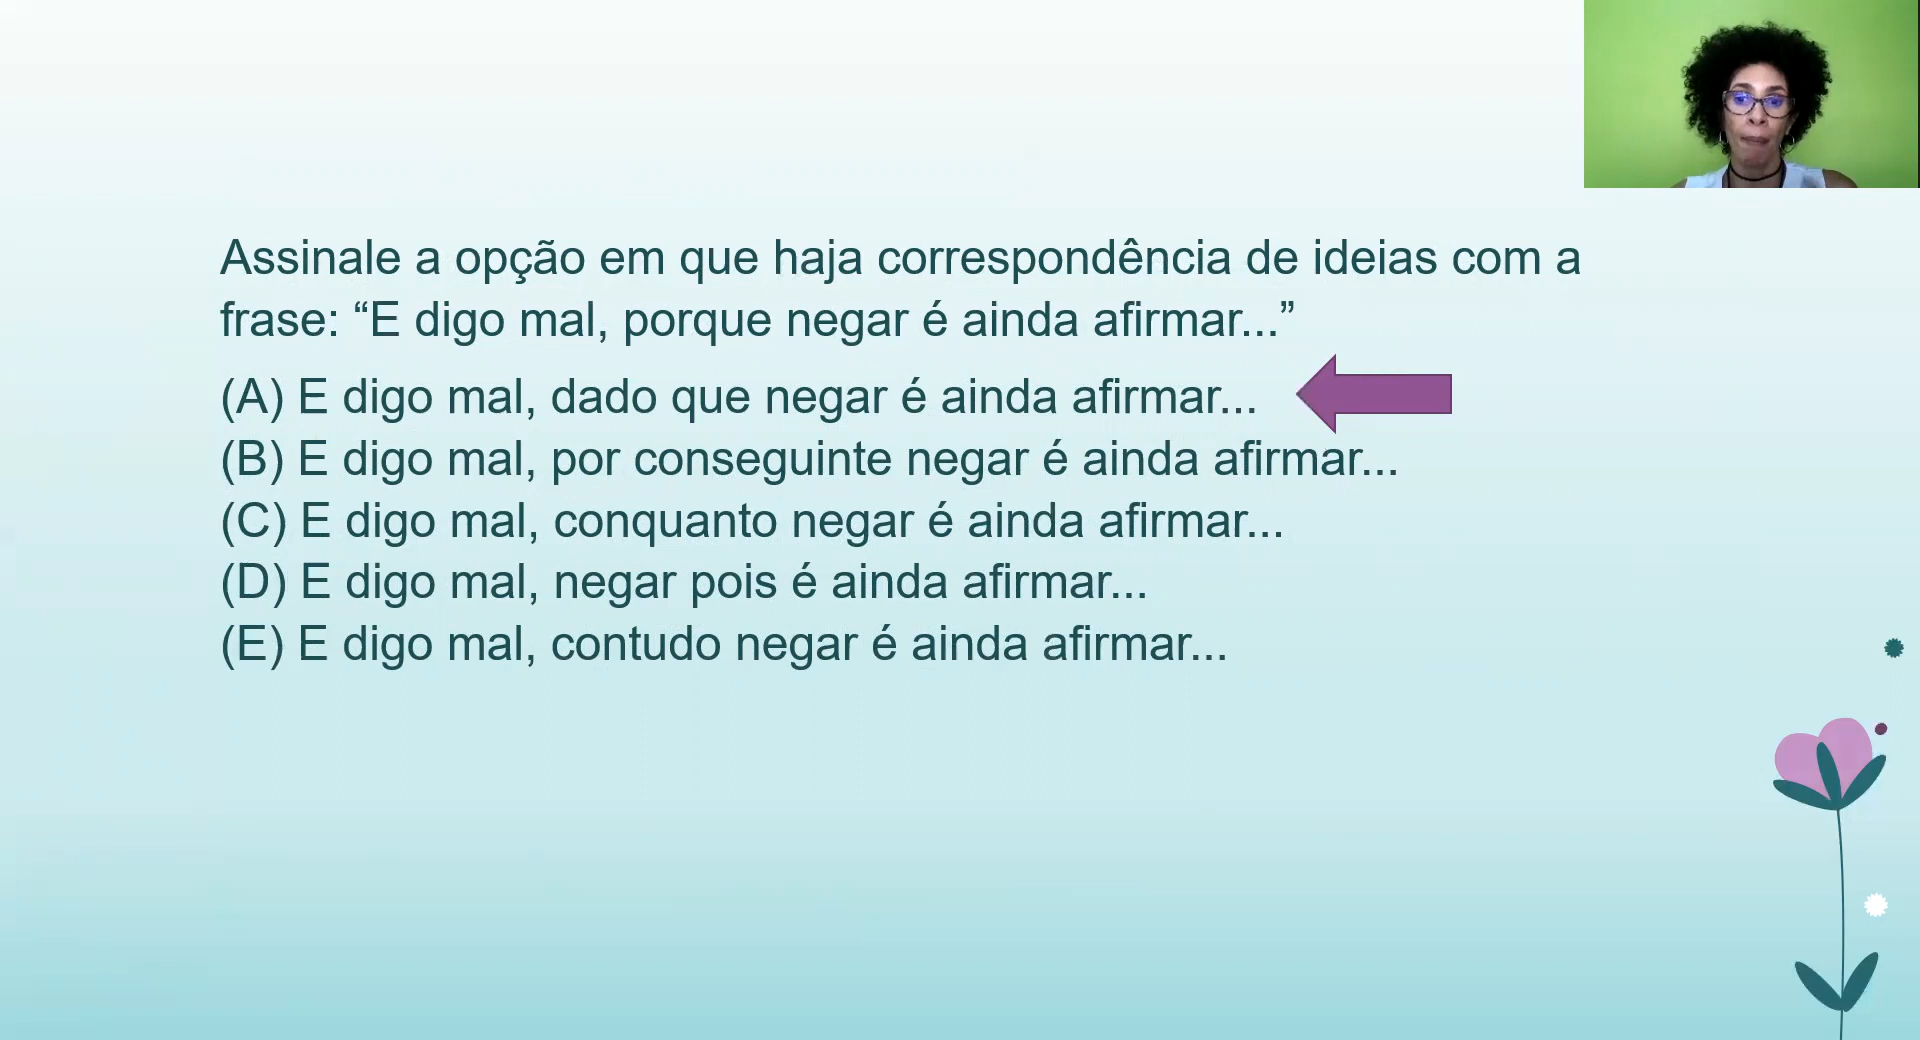 Assinale a opção em que haja correspondência de ideias com a
frase: “E digo mal, porque negar é ainda afirmar...”
(A) E digo mal, dado que negar é ainda afirmar...
(B) E digo mal, por conseguinte negar é ainda afirmar...
(C) E digo mal, conquanto negar é ainda afirmar...
(D) E digo mal, negar pois é ainda afirmar...
(E) E digo mal, contudo negar é ainda afirmar...